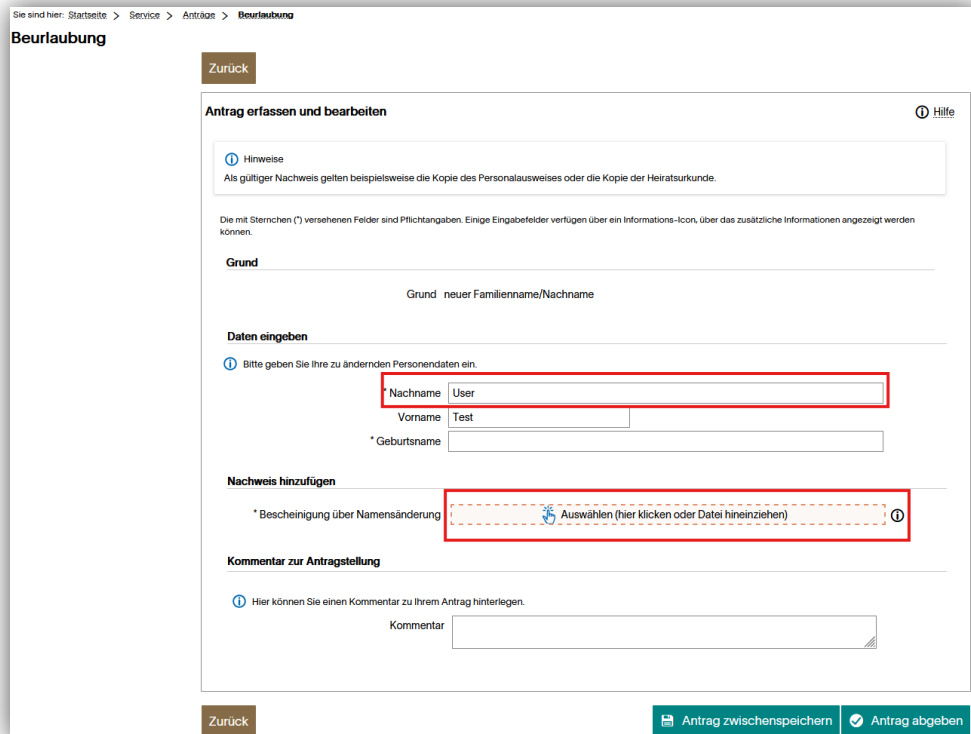 Sie sind hier: Startseite > Service > Anträge > Beurlaubung
Beurlaubung
Zurück
Antrag erfassen und bearbeiten
Hilfe
Hinweise
Als gültiger Nachweis gelten beispielsweise die Kopie des Personalausweises oder die Kopie der Heiratsurkunde.
Die mit Sternchen (*) versehenen Felder sind Pflichtangaben. Einige Eingabefelder verfügen über ein Informations-Icon, über das zusätzliche Informationen angezeigt werden
können.
Grund
Grund neuer Familienname/Nachname
Daten eingeben
Bitte geben Sie Ihre zu ändernden Personendaten ein.
* Nachname User
Vorname Test
* Geburtsname
Nachweis hinzufügen
* Bescheinigung über Namensänderung Auswählen (hier klicken oder Datei hineinziehen)
Kommentar zur Antragstellung
Hier können Sie einen Kommentar zu Ihrem Antrag hinterlegen.
Kommentar
Zurück Antrag zwischenspeichern Antrag abgeben